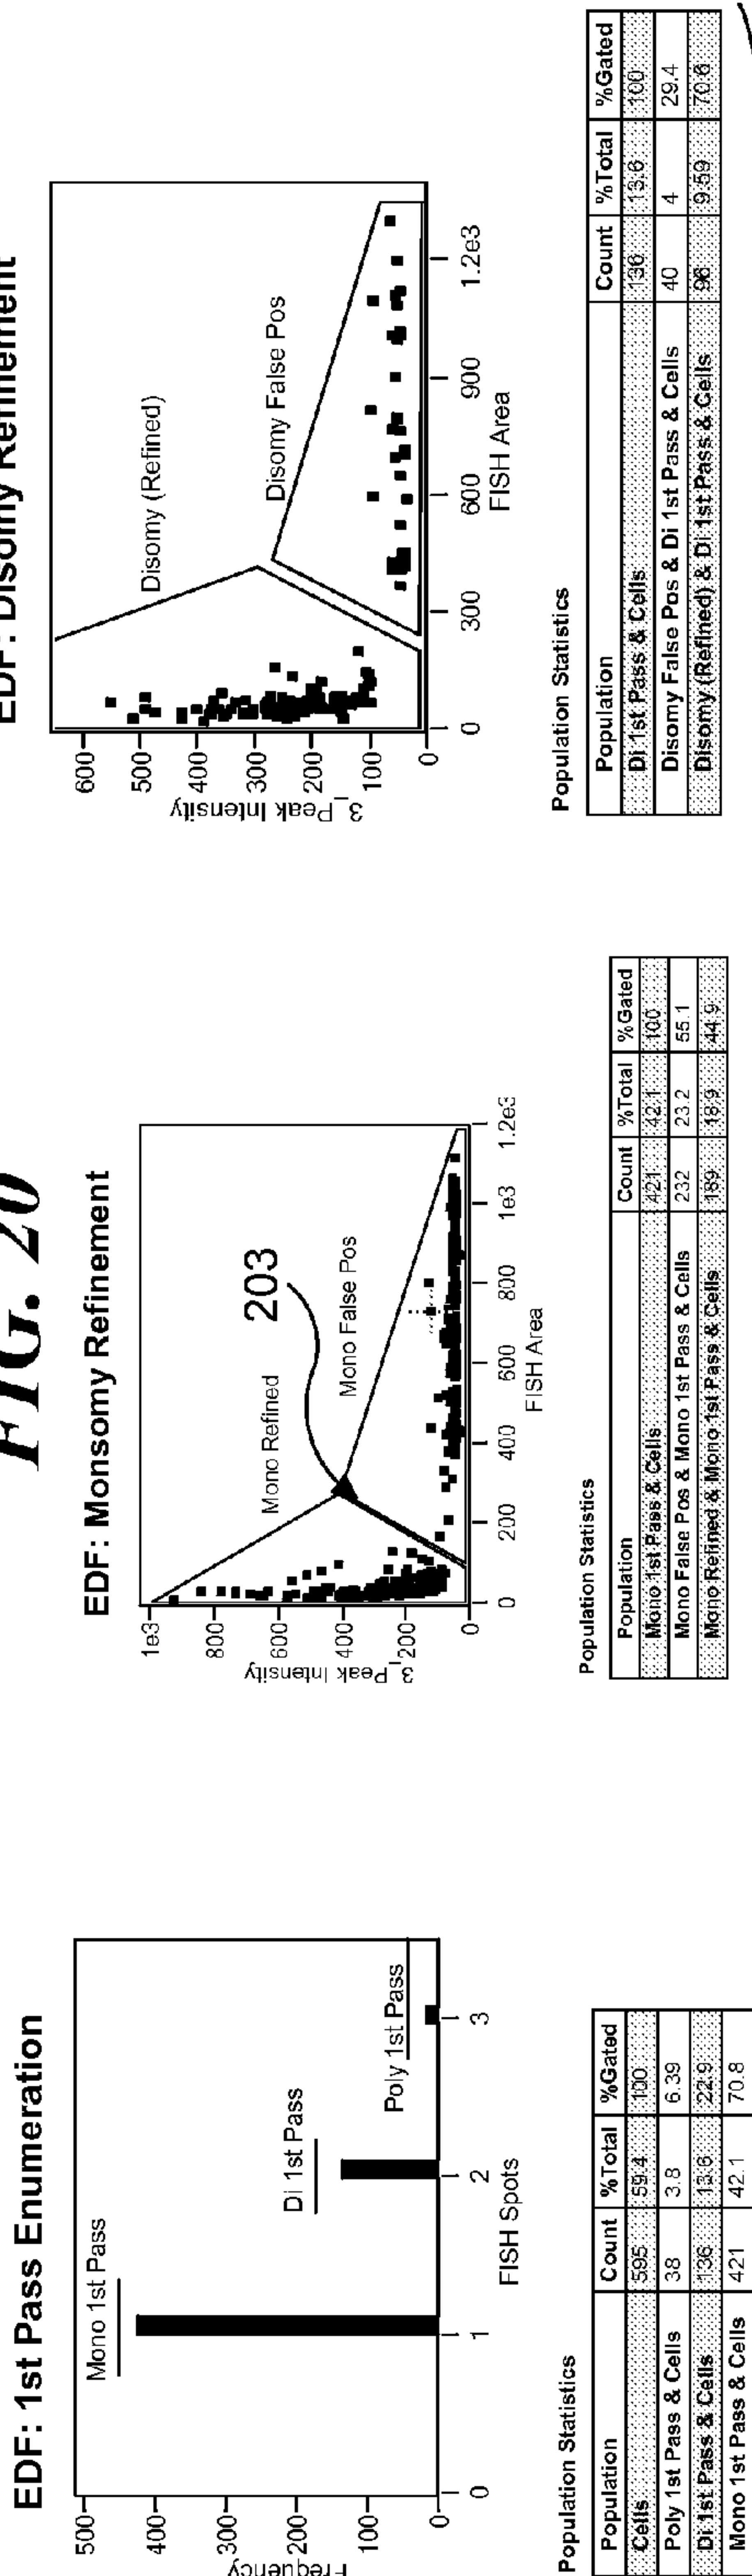 EDF: 1st Pass Enumeration
500
400
300
200
100
0
Frequency
Mono 1st Pass
Di 1st Pass
Poly 1st Pass
0 1 2 3
FISH Spots
Population Statistics
Population Count %Total %Gated
Cells 595 59.4 100
Poly 1st Pass & Cells 38 3.8 6.39
Di 1st Pass & Cells 136 13.6 22.9
Mono 1st Pass & Cells 421 42.1 70.8
FIG. 20
EDF: Monsomy Refinement
1e3
800
600
400
200
0
3_Peak Intensity
Mono Refined
203
Mono False Pos
0 200 400 600 800 1e3 1.2e3
FISH Area
Population Statistics
Population Count %Total %Gated
Mono 1st Pass & Cells 421 42.1 100
Mono False Pos & Mono 1st Pass & Cells 232 23.2 55.1
Mono Refined & Mono 1st Pass & Cells 189 18.9 44.9
EDF: Disomy Refinement
600
500
400
300
200
100
0
3_Peak Intensity
Disomy (Refined)
Disomy False Pos
0 300 600 900 1.2e3
FISH Area
Population Statistics
Population Count %Total %Gated
Di 1st Pass & Cells 136 13.6 100
Disomy False Pos & Di 1st Pass & Cells 40 4 29.4
Disomy (Refined) & Di 1st Pass & Cells 96 9.59 70.6